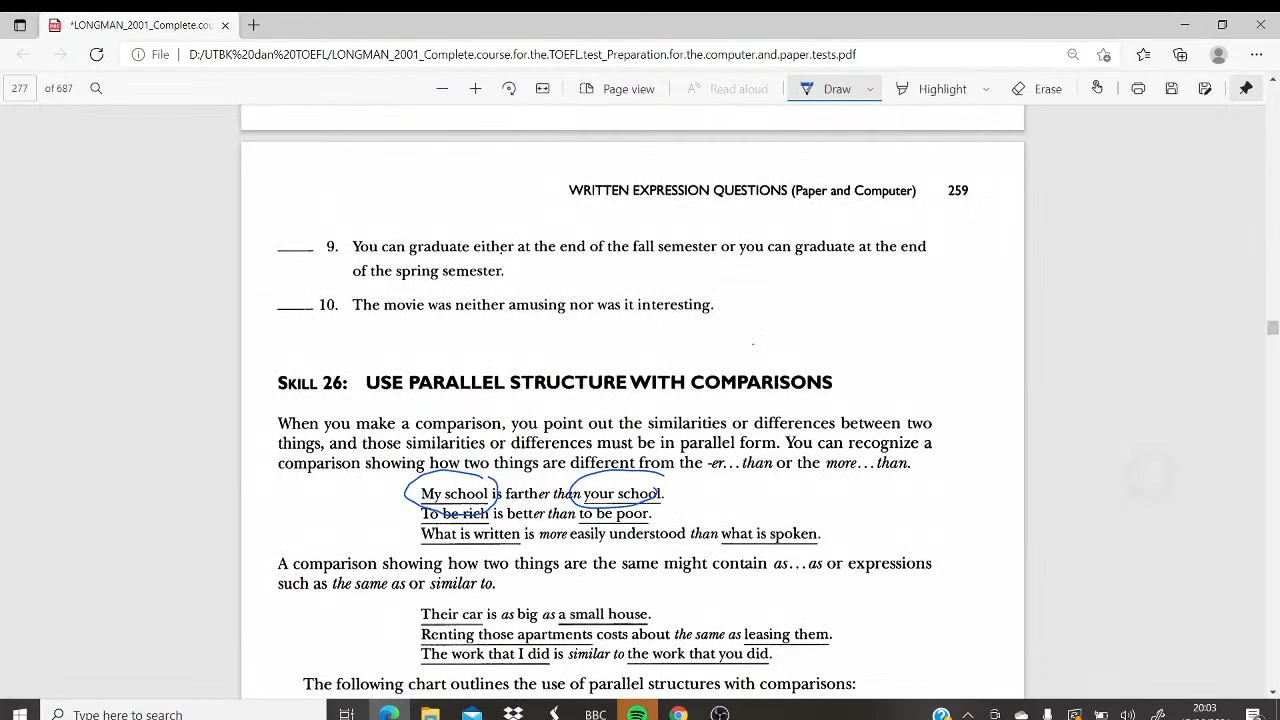 *LONGMAN_2001_Complete.cou
File D:/UTBK%20dan%20TOEFL/LONGMAN_2001_Complete.course.for.the.TOEFL.test_Preparation.for.the.computer.and.paper.tests.pdf
277 of 687 Page view Read aloud Draw Highlight Erase
WRITTEN EXPRESSION QUESTIONS (Paper and Computer) 259
_____ 9. You can graduate either at the end of the fall semester or you can graduate at the end
of the spring semester.
_____ 10. The movie was neither amusing nor was it interesting.
SKILL 26: USE PARALLEL STRUCTURE WITH COMPARISONS
When you make a comparison, you point out the similarities or differences between two
things, and those similarities or differences must be in parallel form. You can recognize a
comparison showing how two things are different from the -er...than or the more...than.
My school is farther than your school.
To be rich is better than to be poor.
What is written is more easily understood than what is spoken.
A comparison showing how two things are the same might contain as...as or expressions
such as the same as or similar to.
Their car is as big as a small house.
Renting those apartments costs about the same as leasing them.
The work that I did is similar to the work that you did.
The following chart outlines the use of parallel structures with comparisons:
Type here to search BBC 20:03